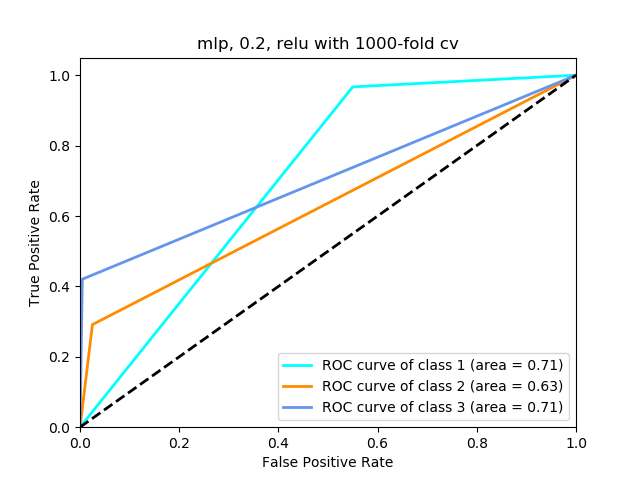 mlp, 0.2, relu with 1000-fold cv
1.0
0.8
0.6
0.4
0.2
0.0
True Positive Rate
ROC curve of class 1 (area = 0.71)
ROC curve of class 2 (area = 0.63)
ROC curve of class 3 (area = 0.71)
0.0 0.2 0.4 0.6 0.8 1.0
False Positive Rate